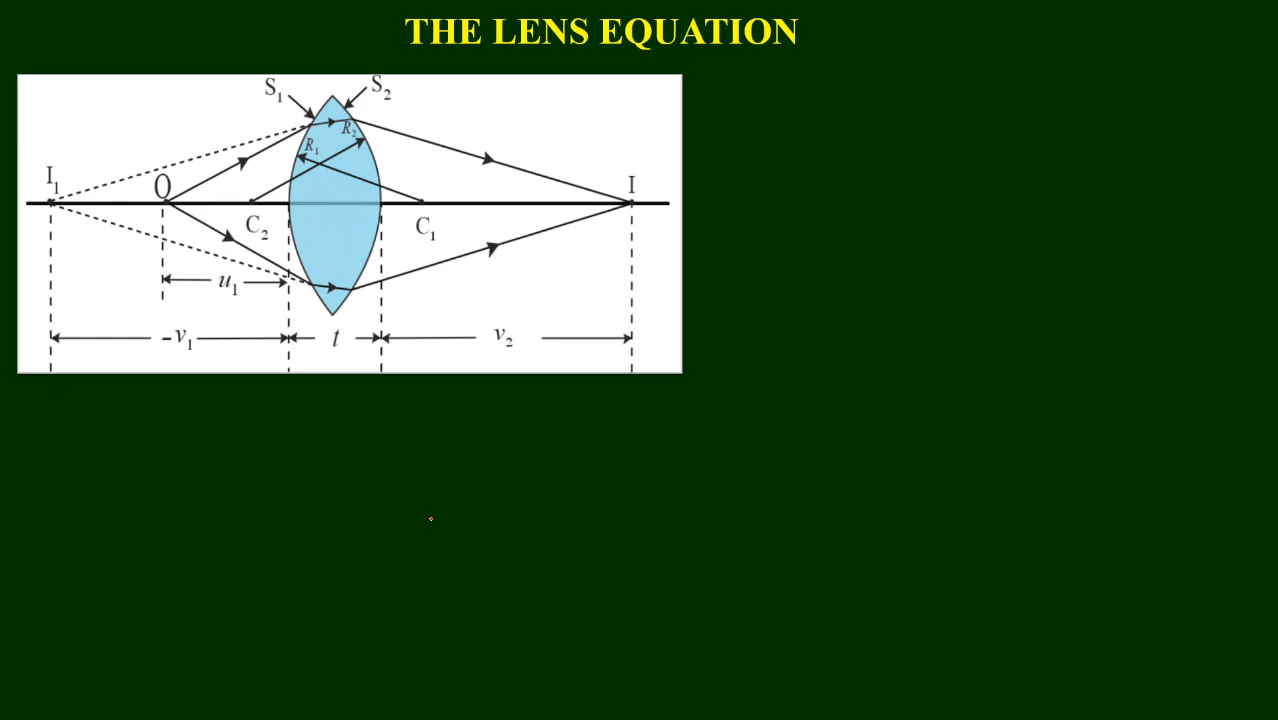 THE LENS EQUATION
S₁
S₂
R₂
R₁
I₁
O
I
C₂
C₁
u₁
-v₁
t
v₂